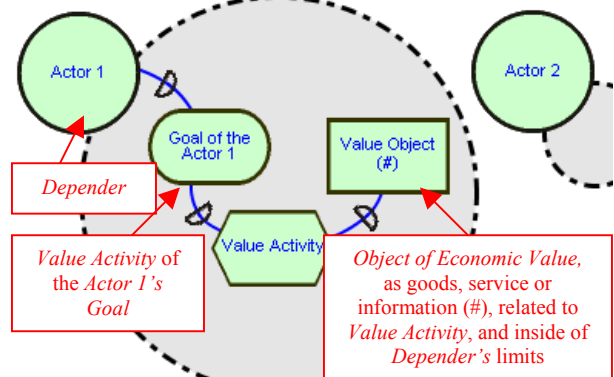 Actor 1
Actor 2
Goal of the
Actor 1
Value Object
(#)
Depender
Value Activity
Value Activity of
the Actor 1's
Goal
Object of Economic Value,
as goods, service or
information (#), related to
Value Activity, and inside of
Depender's limits